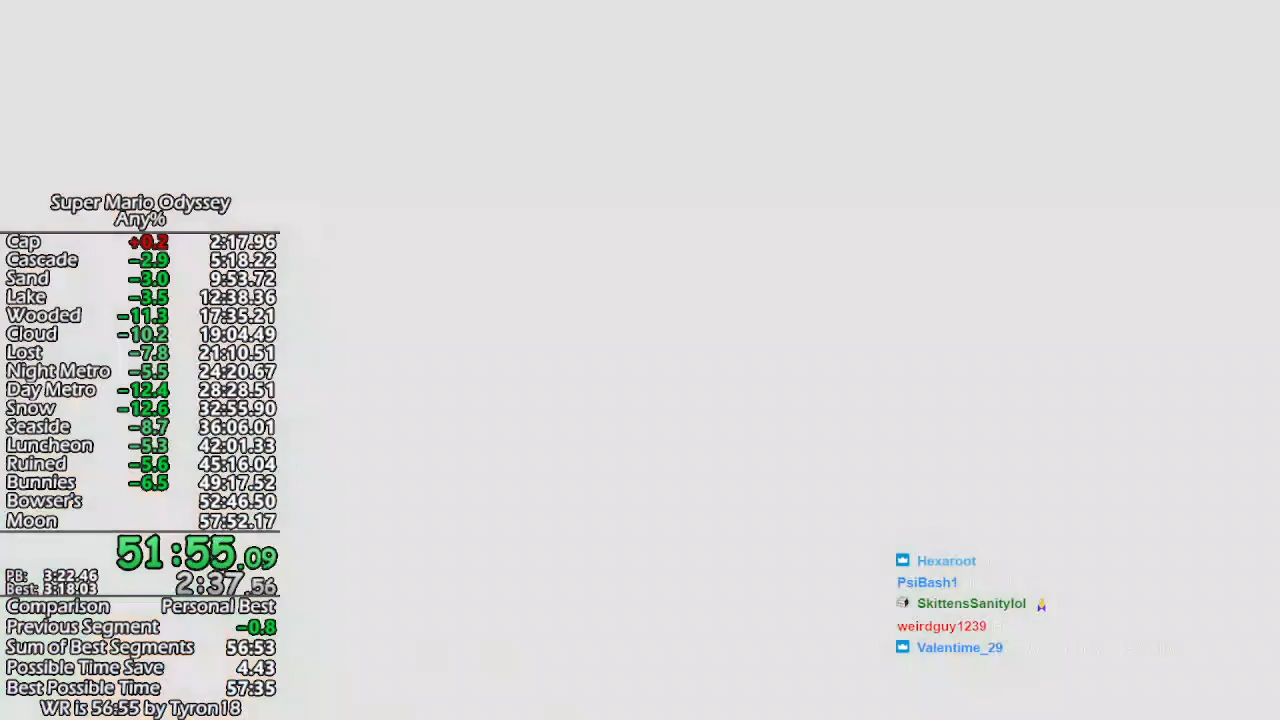 Super Mario Odyssey
Any%
Cap +0.2 2:17.96
Cascade -2.9 5:18.22
Sand -3.0 9:53.72
Lake -3.5 12:38.36
Wooded -11.3 17:35.21
Cloud -10.2 19:04.49
Lost -7.8 21:10.51
Night Metro -5.5 24:20.67
Day Metro -12.4 28:28.51
Snow -12.6 32:55.90
Seaside -8.7 36:06.01
Luncheon -5.3 42:01.33
Ruined -5.6 45:16.04
Bunnies -6.5 49:17.52
Bowser's 52:46.50
Moon 57:52.17
51:55.09
PB: 3:22.46 2:37.56
Best: 3:18.03
Comparison Personal Best
Previous Segment -0.8
Sum of Best Segments 56:53
Possible Time Save 4.43
Best Possible Time 57:35
WR is 56:55 by Tyron18
Hexaroot
PsiBash1
SkittensSanitylol
weirdguy1239
Valentime_29